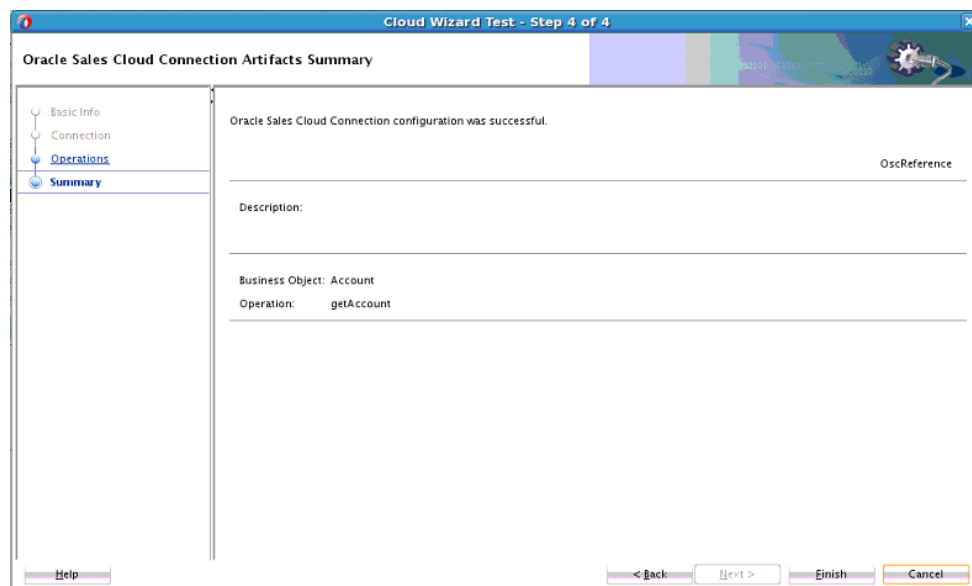 Cloud Wizard Test - Step 4 of 4
Oracle Sales Cloud Connection Artifacts Summary
Basic Info
Connection
Operations
Summary
Oracle Sales Cloud Connection configuration was successful.
OscReference
Description:
Business Object: Account
Operation: getAccount
Help
< Back
Next >
Finish
Cancel